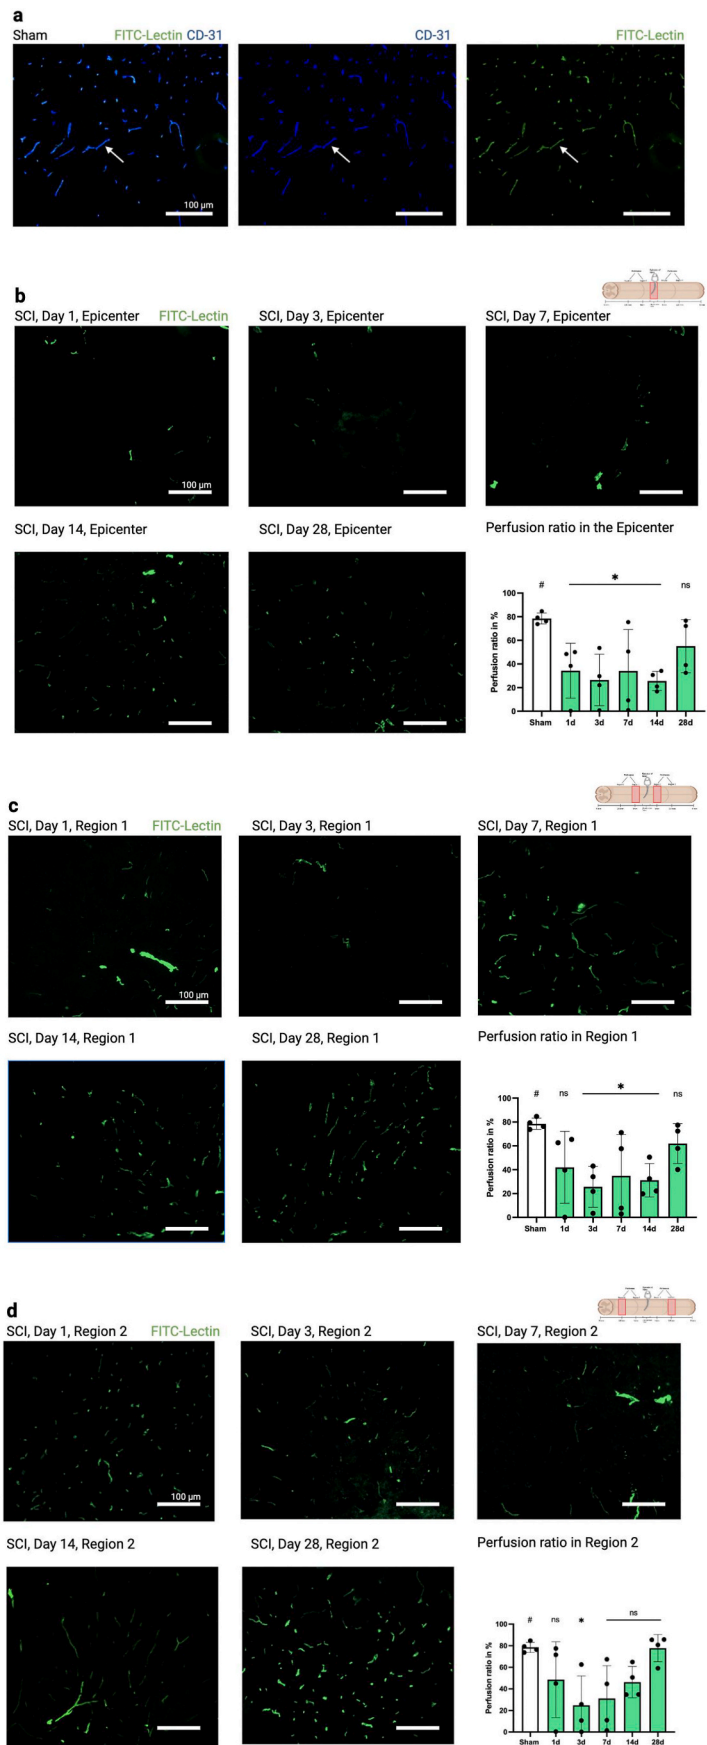 a
Sham FITC-Lectin CD-31
CD-31
FITC-Lectin
100 µm
b
SCI, Day 1, Epicenter FITC-Lectin
SCI, Day 3, Epicenter
SCI, Day 7, Epicenter
100 µm
SCI, Day 14, Epicenter
SCI, Day 28, Epicenter
Perfusion ratio in the Epicenter
# * ns
Perfusion ratio in %
100
80
60
40
20
0
Sham 1d 3d 7d 14d 28d
c
SCI, Day 1, Region 1 FITC-Lectin
SCI, Day 3, Region 1
SCI, Day 7, Region 1
100 µm
SCI, Day 14, Region 1
SCI, Day 28, Region 1
Perfusion ratio in Region 1
# ns * ns
Perfusion ratio in %
100
80
60
40
20
0
Sham 1d 3d 7d 14d 28d
d
SCI, Day 1, Region 2 FITC-Lectin
SCI, Day 3, Region 2
SCI, Day 7, Region 2
100 µm
SCI, Day 14, Region 2
SCI, Day 28, Region 2
Perfusion ratio in Region 2
# ns * ns
Perfusion ratio in %
100
80
60
40
20
0
Sham 1d 3d 7d 14d 28d